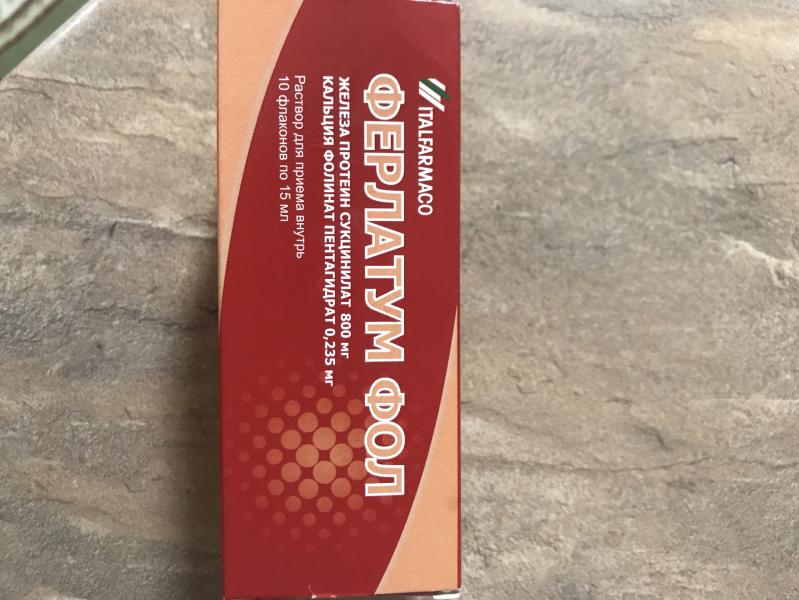 ITALFARMACO
ФЕРЛАТУМ ФОЛ
ЖЕЛЕЗА ПРОТЕИН СУКЦИНИЛАТ 800 мг
КАЛЬЦИЯ ФОЛИНАТ ПЕНТАГИДРАТ 0,235 мг
Раствор для приема внутрь
10 флаконов по 15 мл